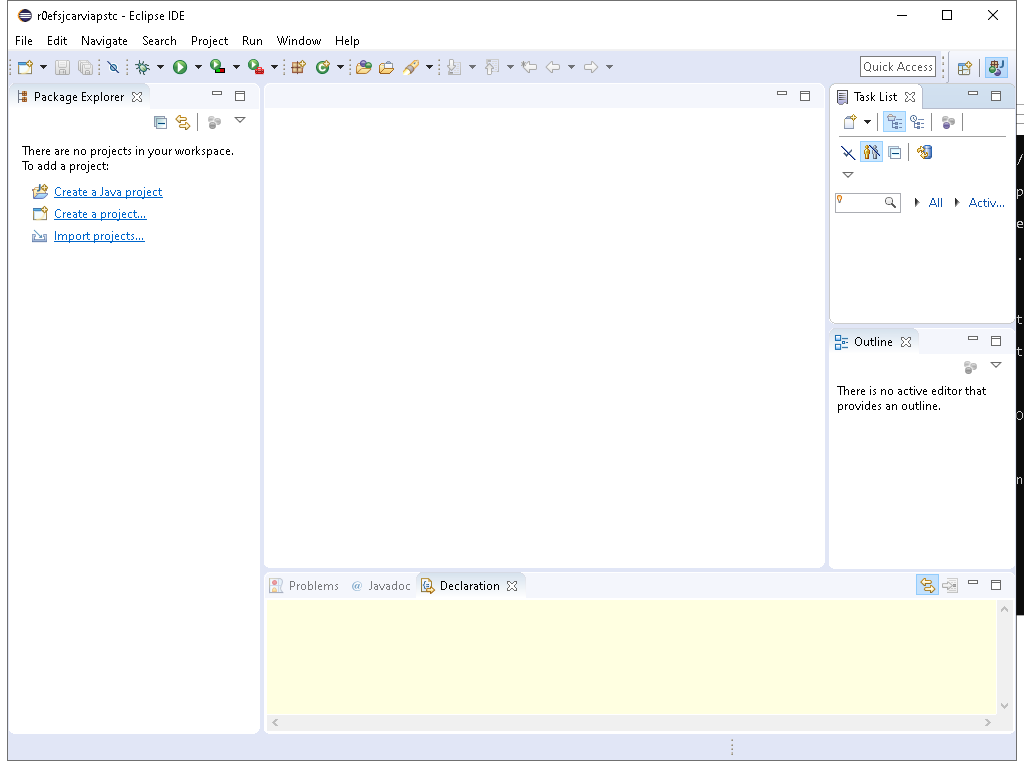 r0efsjcarviapstc - Eclipse IDE
File Edit Navigate Search Project Run Window Help
Quick Access
Package Explorer
Task List
There are no projects in your workspace.
To add a project:
Create a Java project
Create a project...
Import projects...
All Activ...
Outline
There is no active editor that
provides an outline.
Problems @ Javadoc Declaration